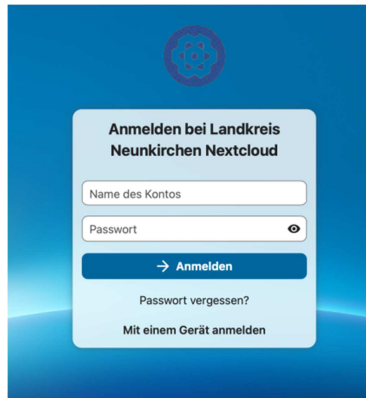 Anmelden bei Landkreis
Neunkirchen Nextcloud
Name des Kontos
Passwort
→ Anmelden
Passwort vergessen?
Mit einem Gerät anmelden